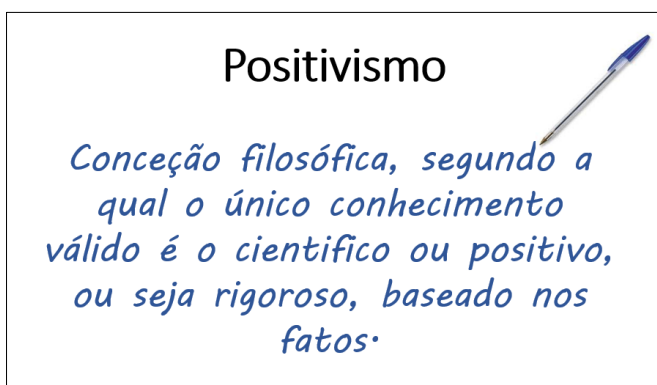 Positivismo
Conceção filosófica, segundo a
qual o único conhecimento
válido é o cientifico ou positivo,
ou seja rigoroso, baseado nos
fatos.